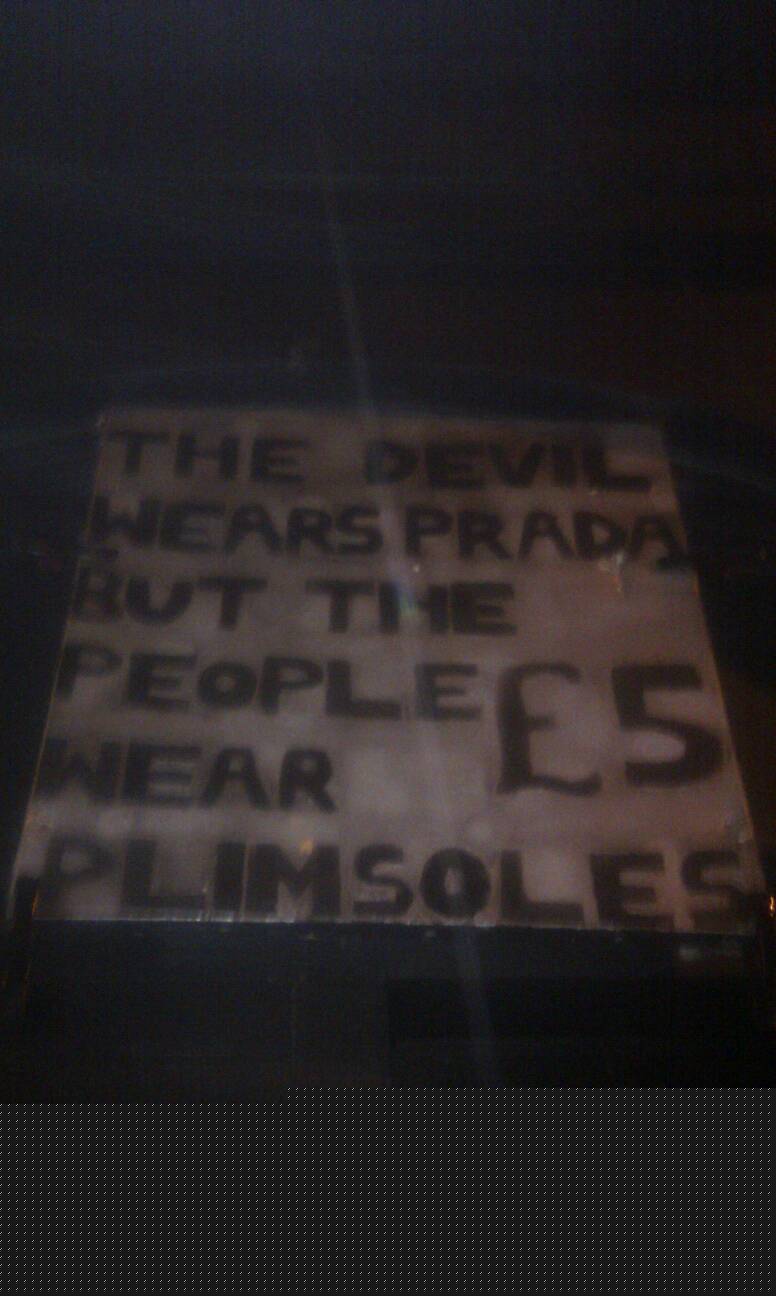 THE DEVIL
WEARS PRADA
BUT THE
PEOPLE
WEAR
£5
PLIMSOLES